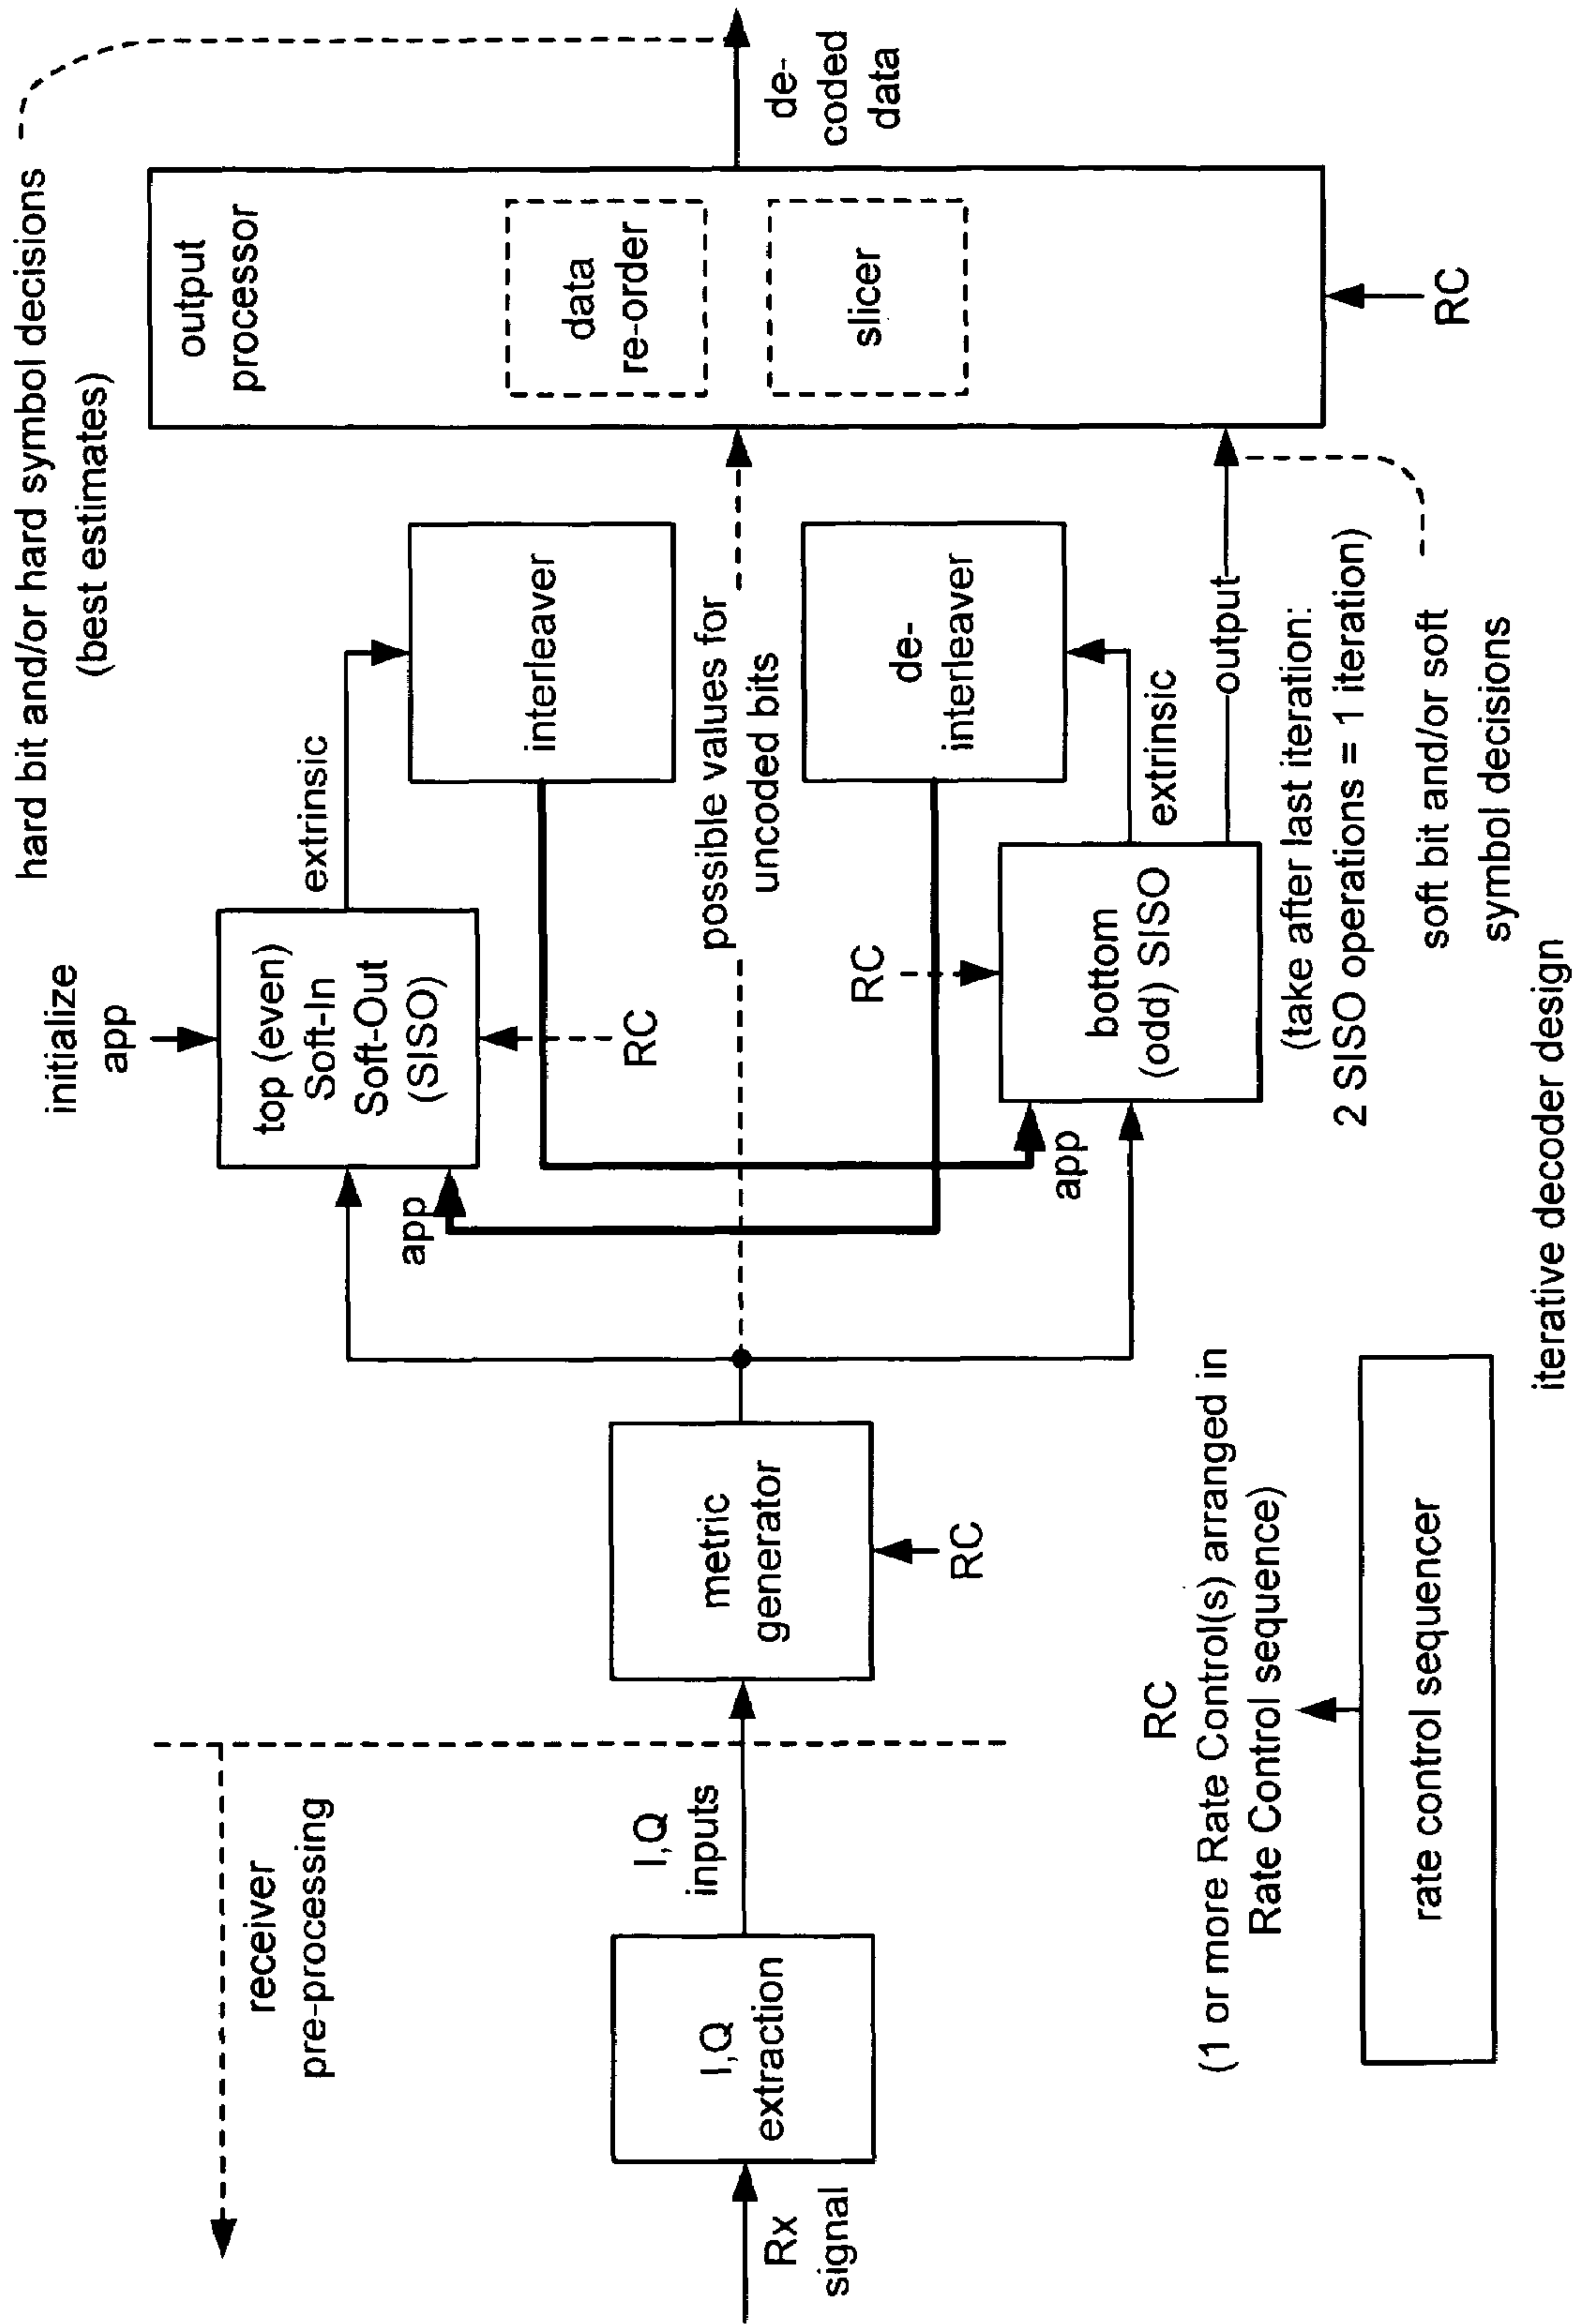 Rx
signal
I,Q
extraction
I,Q
inputs
receiver
pre-processing
metric
generator
RC
initialize
app
top (even)
Soft-In
Soft-Out
(SISO)
RC
app
extrinsic
interleaver
possible values for
uncoded bits
de-
interleaver
extrinsic
app
RC
bottom
(odd) SISO
output
(take after last iteration:
2 SISO operations = 1 iteration)
soft bit and/or soft
symbol decisions
hard bit and/or hard symbol decisions
(best estimates)
output
processor
data
re-order
slicer
RC
de-
coded
data
RC
(1 or more Rate Control(s) arranged in
Rate Control sequence)
rate control sequencer
iterative decoder design